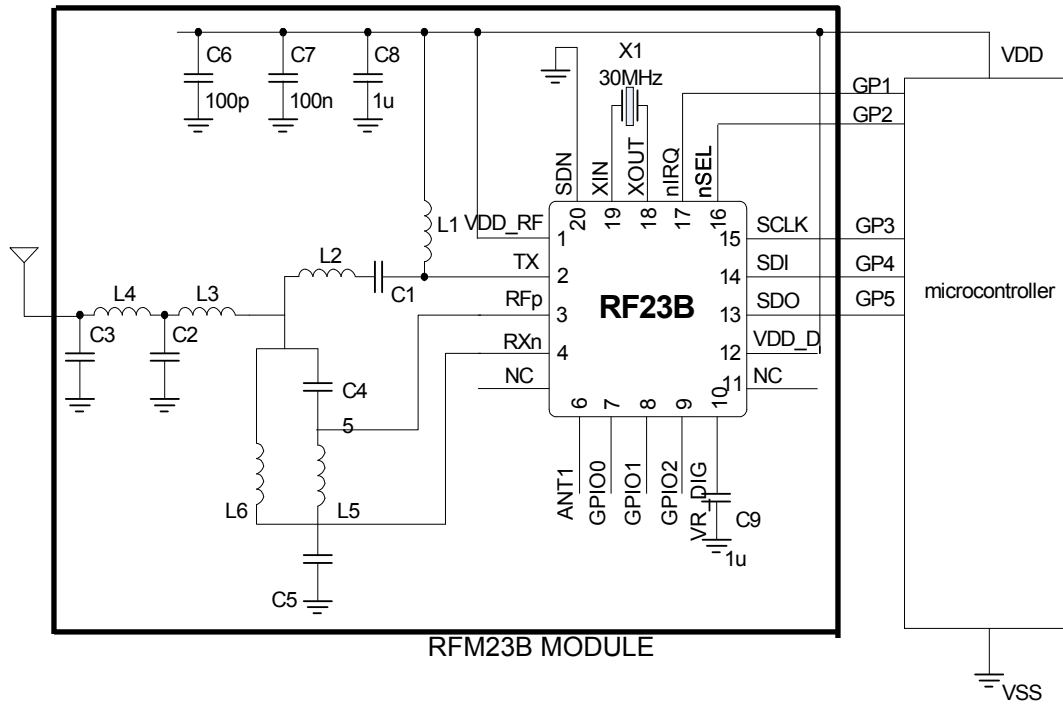 C6
C7
C8
X1
VDD
100p
100n
1u
30MHz
GP1
GP2
SDN
XIN
XOUT
nIRQ
nSEL
20
19
18
17
16
L1
VDD_RF
1
15
SCLK
GP3
L2
C1
TX
2
14
SDI
GP4
L4
L3
RFp
3
RF23B
13
SDO
GP5
microcontroller
C3
C2
RXn
4
12
VDD_D
NC
11
NC
C4
5
6
7
8
9
10
ANT1
GPIO0
GPIO1
GPIO2
VR_DIG
L6
L5
C9
1u
C5
RFM23B MODULE
VSS